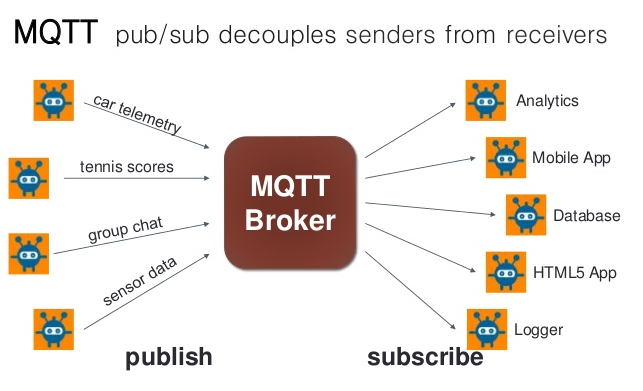 MQTT pub/sub decouples senders from receivers
car telemetry
tennis scores
group chat
sensor data
MQTT
Broker
Analytics
Mobile App
Database
HTML5 App
Logger
publish
subscribe